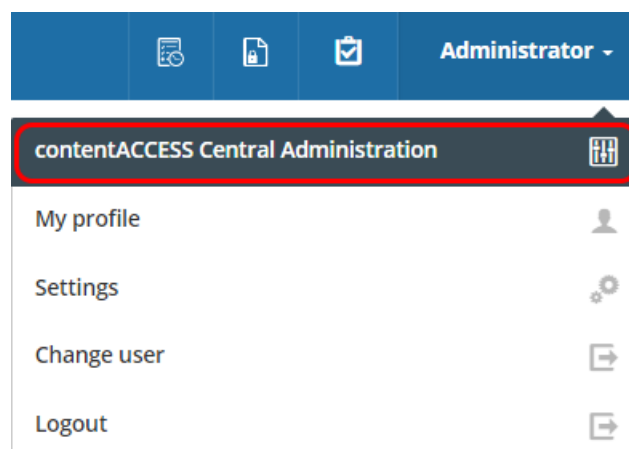 Administrator
contentACCESS Central Administration
My profile
Settings
Change user
Logout